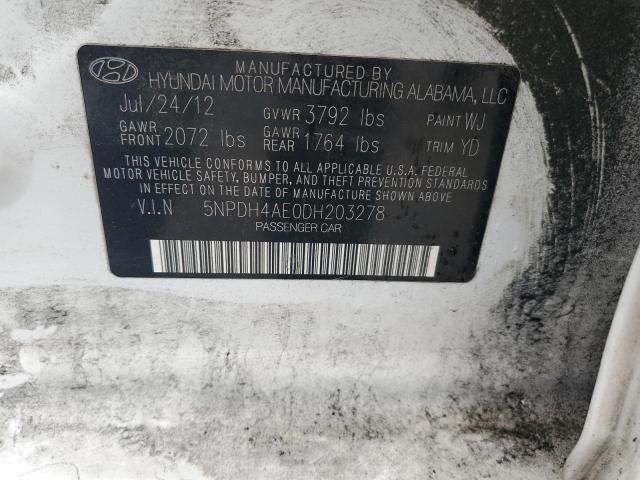 MANUFACTURED BY
HYUNDAI MOTOR MANUFACTURING ALABAMA, LLC
Jul/24/12 GVWR 3792 lbs PAINT WJ
GAWR FRONT 2072 lbs GAWR REAR 1764 lbs TRIM YD
THIS VEHICLE CONFORMS TO ALL APPLICABLE U.S.A. FEDERAL
MOTOR VEHICLE SAFETY, BUMPER, AND THEFT PREVENTION STANDARDS
IN EFFECT ON THE DATE OF MANUFACTURE SHOWN ABOVE.
V.I.N 5NPDH4AE0DH203278
PASSENGER CAR